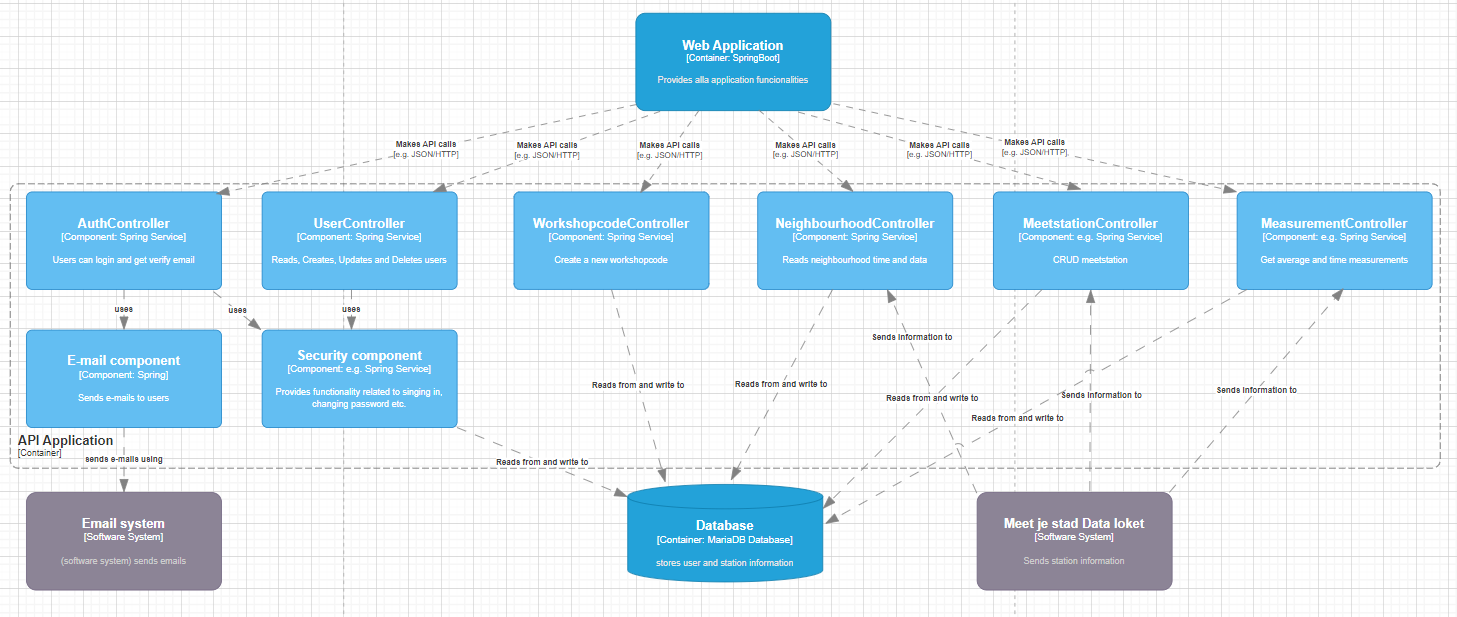 Web Application
[Container: SpringBoot]
Provides alla application funcionalities
Makes API calls
[e.g. JSON/HTTP]
Makes API calls
[e.g. JSON/HTTP]
Makes API calls
[e.g. JSON/HTTP]
Makes API calls
[e.g. JSON/HTTP]
Makes API calls
[e.g. JSON/HTTP]
Makes API calls
[e.g. JSON/HTTP]
AuthController
[Component: Spring Service]
Users can login and get verify email
UserController
[Component: Spring Service]
Reads, Creates, Updates and Deletes users
WorkshopcodeController
[Component: Spring Service]
Create a new workshopcode
NeighbourhoodController
[Component: Spring Service]
Reads neighbourhood time and data
MeetstationController
[Component: e.g. Spring Service]
CRUD meetstation
MeasurementController
[Component: e.g. Spring Service]
Get average and time measurements
uses
uses
uses
E-mail component
[Component: Spring]
Sends e-mails to users
Security component
[Component: e.g. Spring Service]
Provides functionality related to singing in,
changing password etc.
Sends information to
Reads from and write to
Reads from and write to
Reads from and write to
Sends information to
Sends information to
Reads from and write to
API Application
[Container]
sends e-mails using
Reads from and write to
Email system
[Software System]
(software system) sends emails
Database
[Container: MariaDB Database]
stores user and station information
Meet je stad Data loket
[Software System]
Sends station information